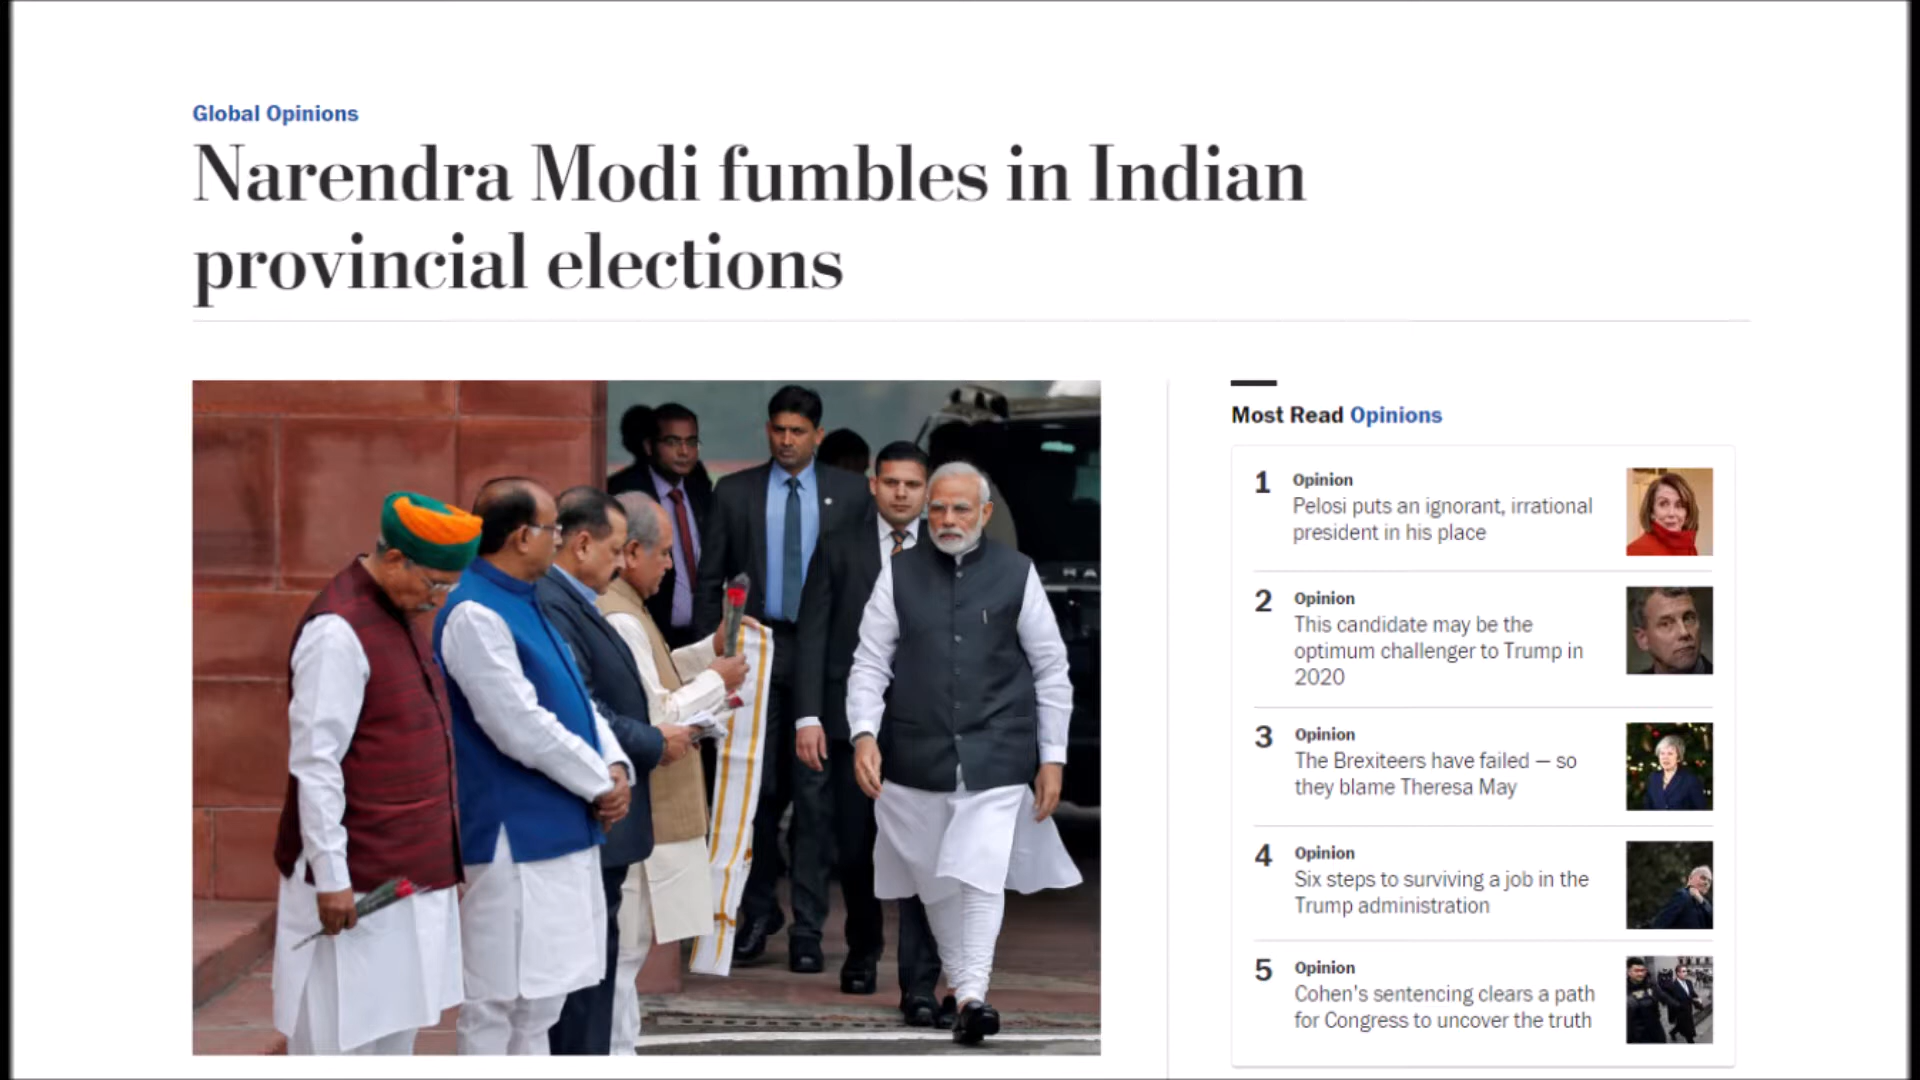 Global Opinions
Narendra Modi fumbles in Indian
provincial elections
Most Read Opinions
1
Opinion
Pelosi puts an ignorant, irrational
president in his place
2
Opinion
This candidate may be the
optimum challenger to Trump in
2020
3
Opinion
The Brexiteers have failed — so
they blame Theresa May
4
Opinion
Six steps to surviving a job in the
Trump administration
5
Opinion
Cohen's sentencing clears a path
for Congress to uncover the truth